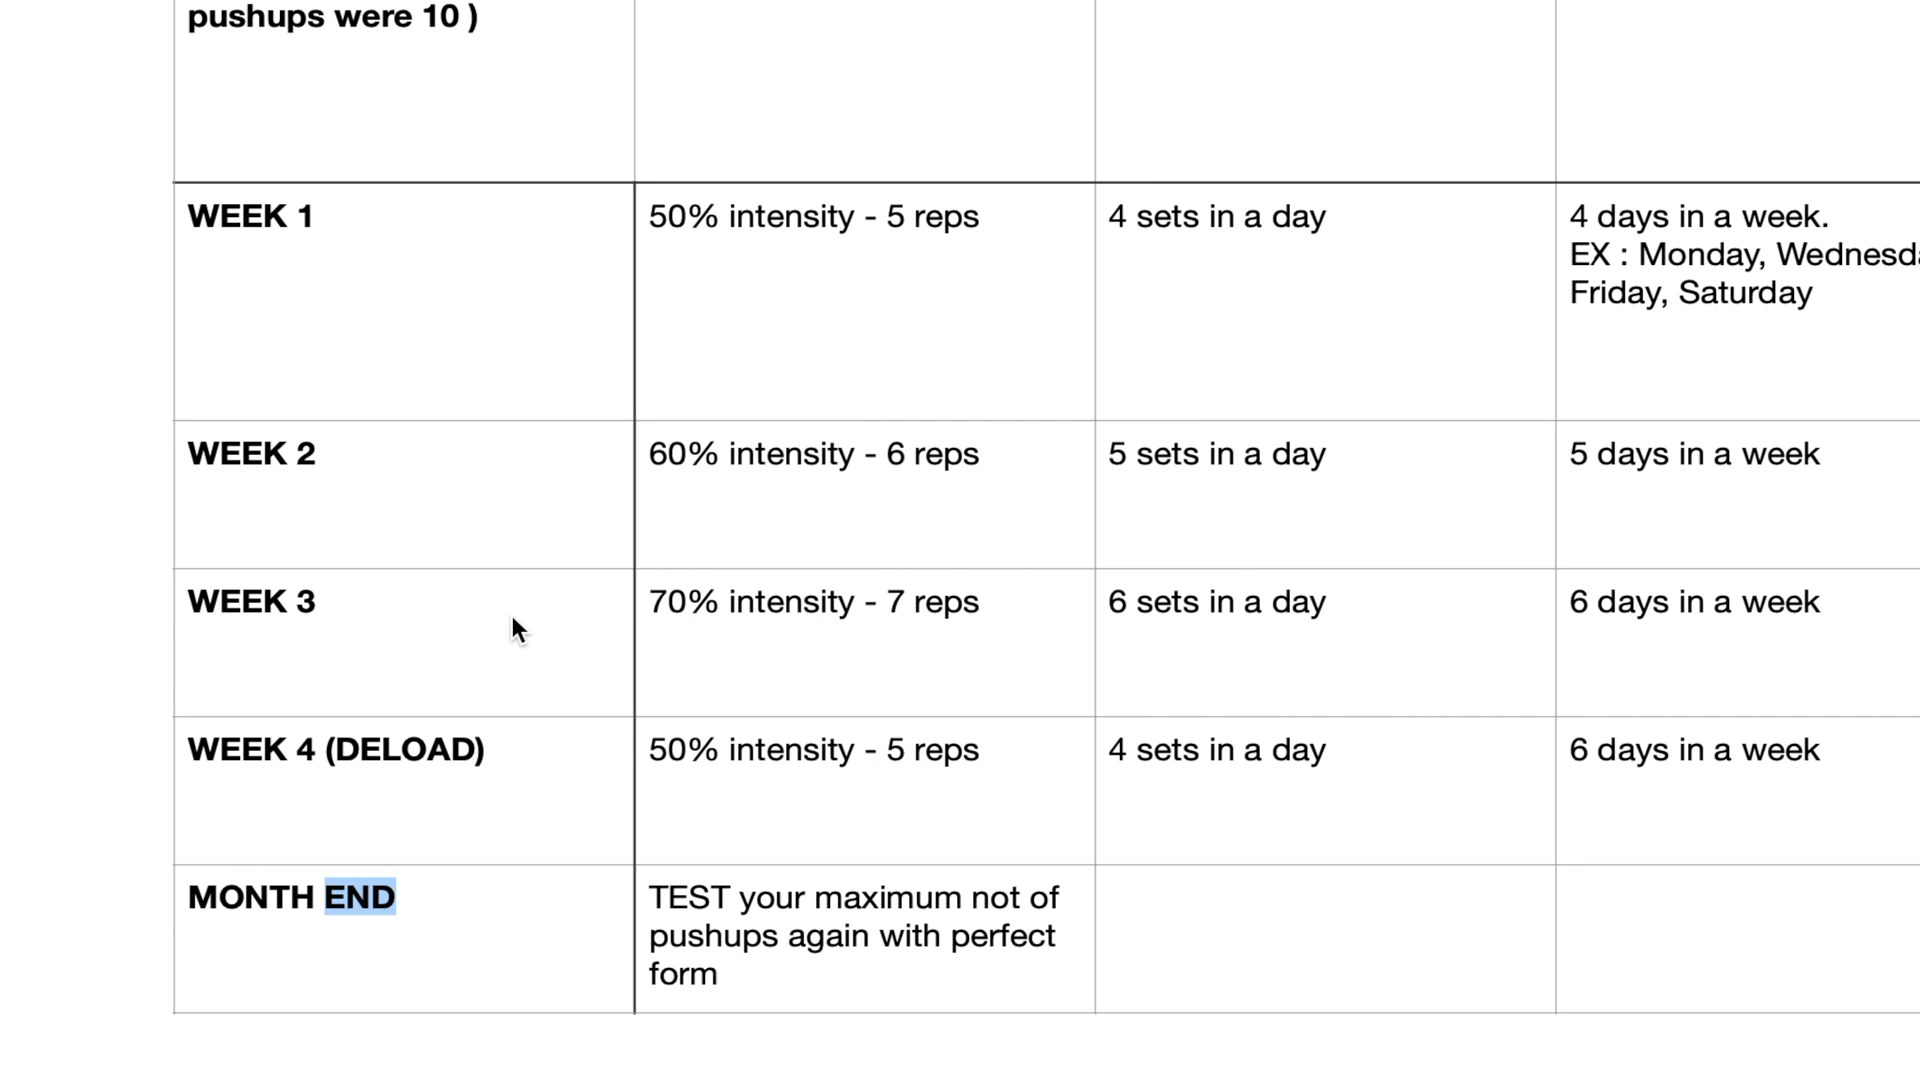 pushups were 10 )
WEEK 1
50% intensity - 5 reps
4 sets in a day
4 days in a week.
EX : Monday, Wednesda
Friday, Saturday
WEEK 2
60% intensity - 6 reps
5 sets in a day
5 days in a week
WEEK 3
70% intensity - 7 reps
6 sets in a day
6 days in a week
WEEK 4 (DELOAD)
50% intensity - 5 reps
4 sets in a day
6 days in a week
MONTH END
TEST your maximum not of
pushups again with perfect
form